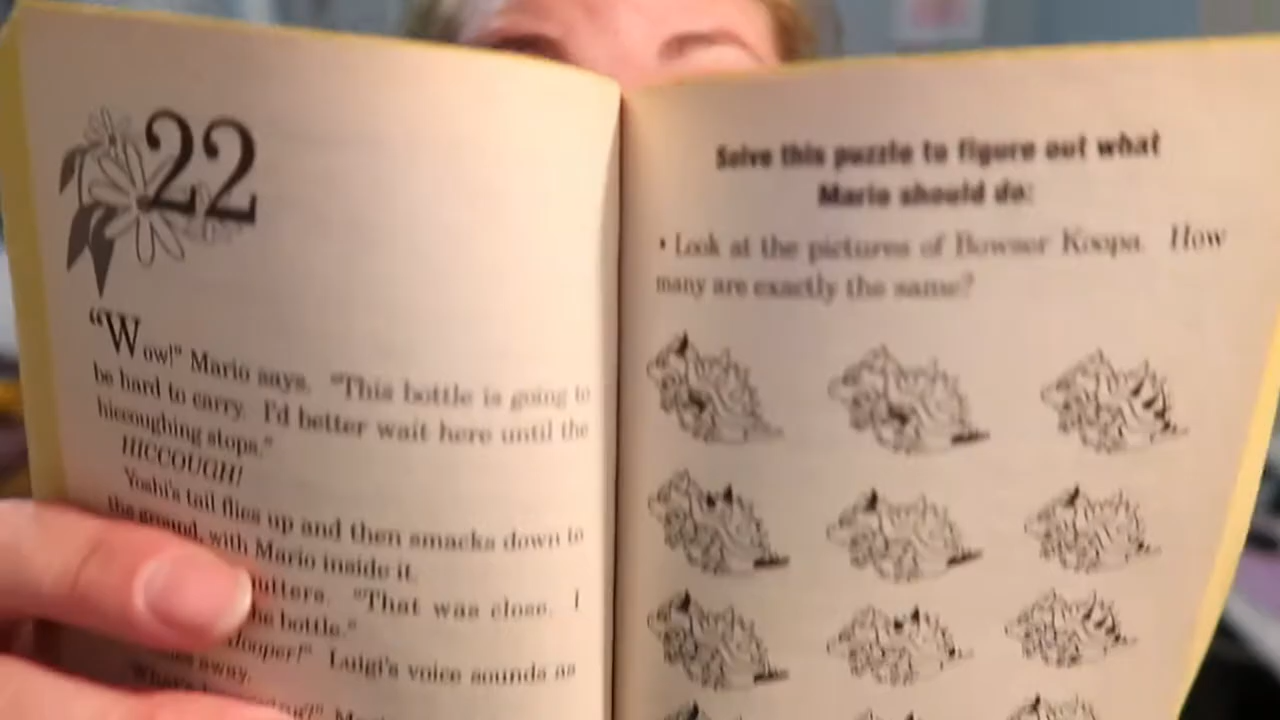 22
“Wow!” Mario says. “This bottle is going to
be hard to carry. I’d better wait here until the
hiccoughing stops.”
HICCOUGH!
Yoshi’s tail flies up and then smacks down to
the ground, with Mario inside it.
mutters. “That was close. I
the bottle.”
Luigi’s voice sounds as
away.
Solve this puzzle to figure out what
Mario should do:
• Look at the pictures of Bowser Koopa. How
many are exactly the same?